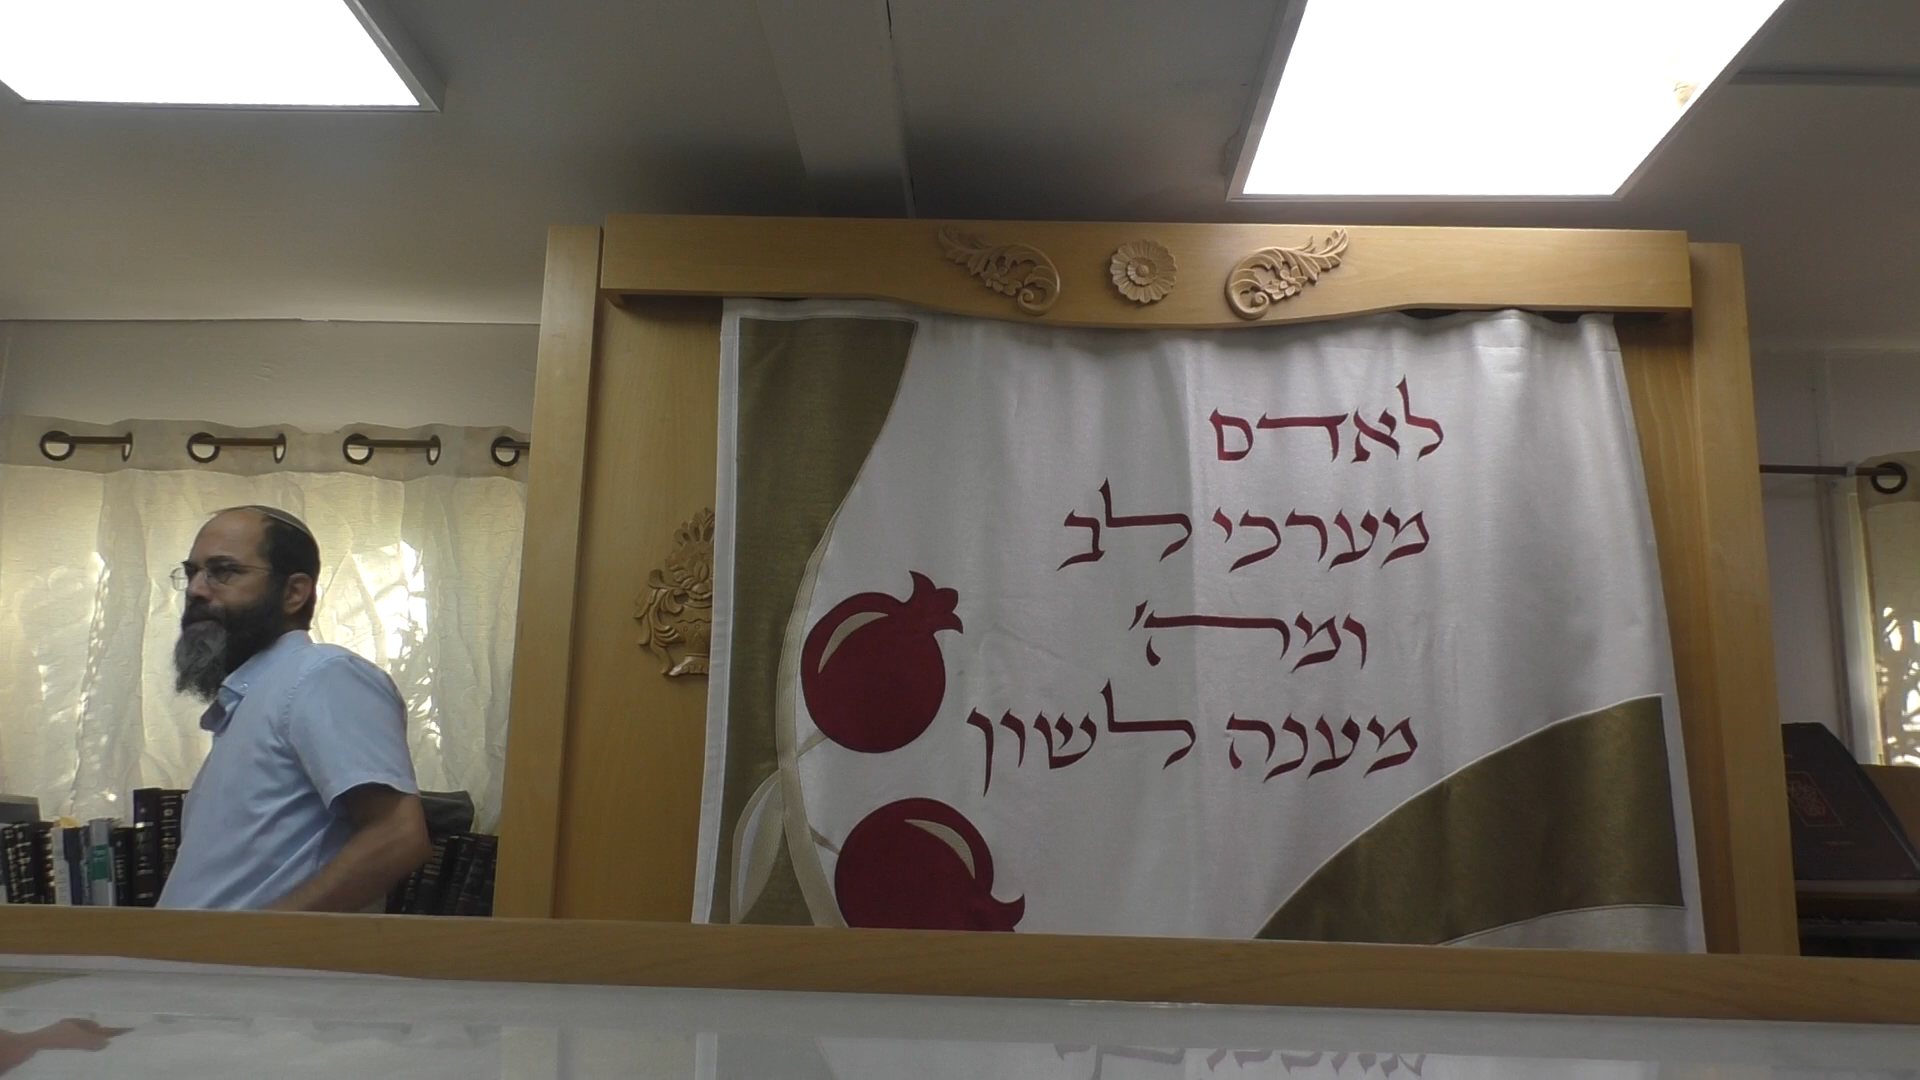 לאדם
מערכי לב
ומה'
מענה לשון